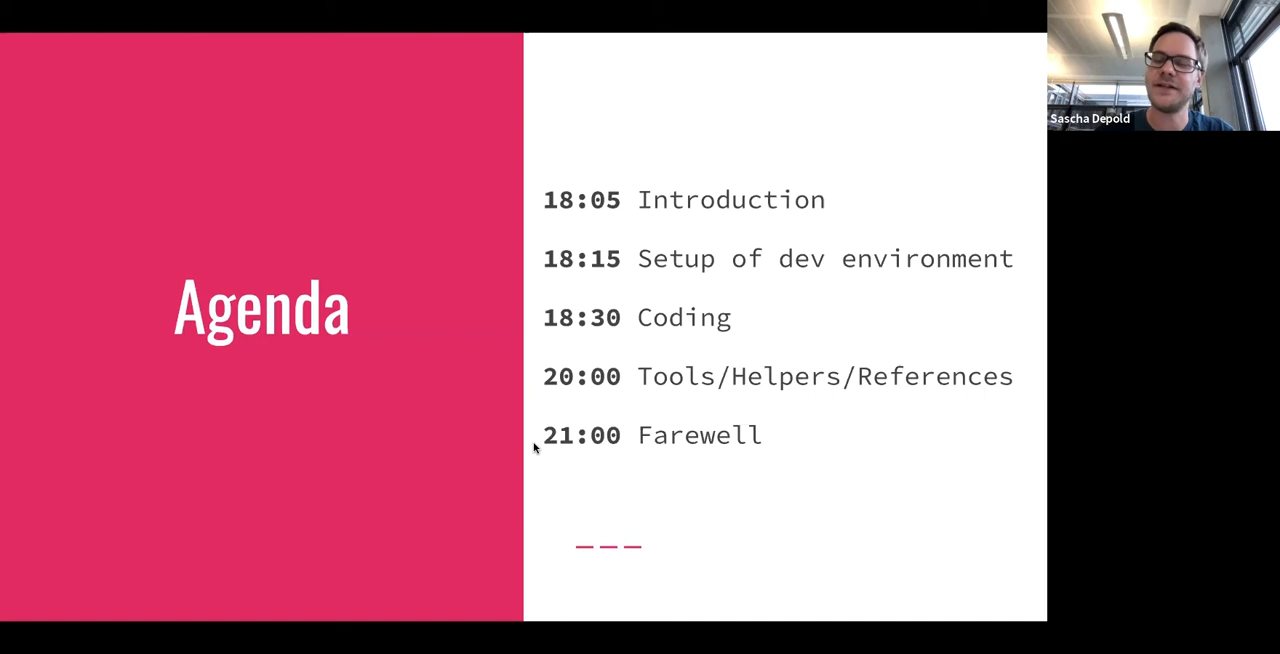 Agenda
18:05 Introduction
18:15 Setup of dev environment
18:30 Coding
20:00 Tools/Helpers/References
21:00 Farewell
Sascha Depold